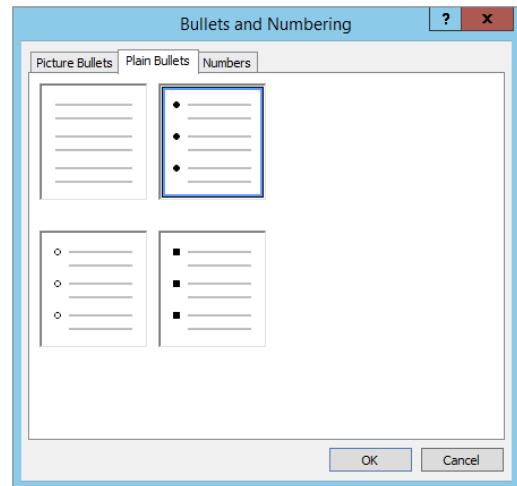 Bullets and Numbering ? x
Picture Bullets Plain Bullets Numbers
OK Cancel